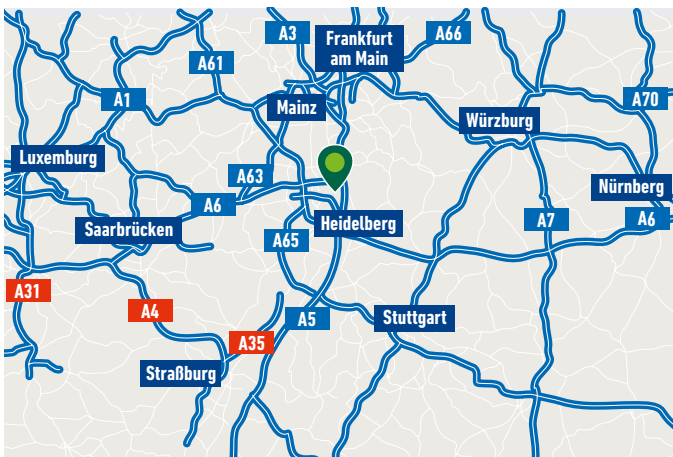 A3
Frankfurt
am Main
A66
A61
A1
Mainz
A70
Würzburg
Luxemburg
A63
Nürnberg
A6
Saarbrücken
Heidelberg
A7
A6
A65
A31
A4
A5
Stuttgart
A35
Straßburg